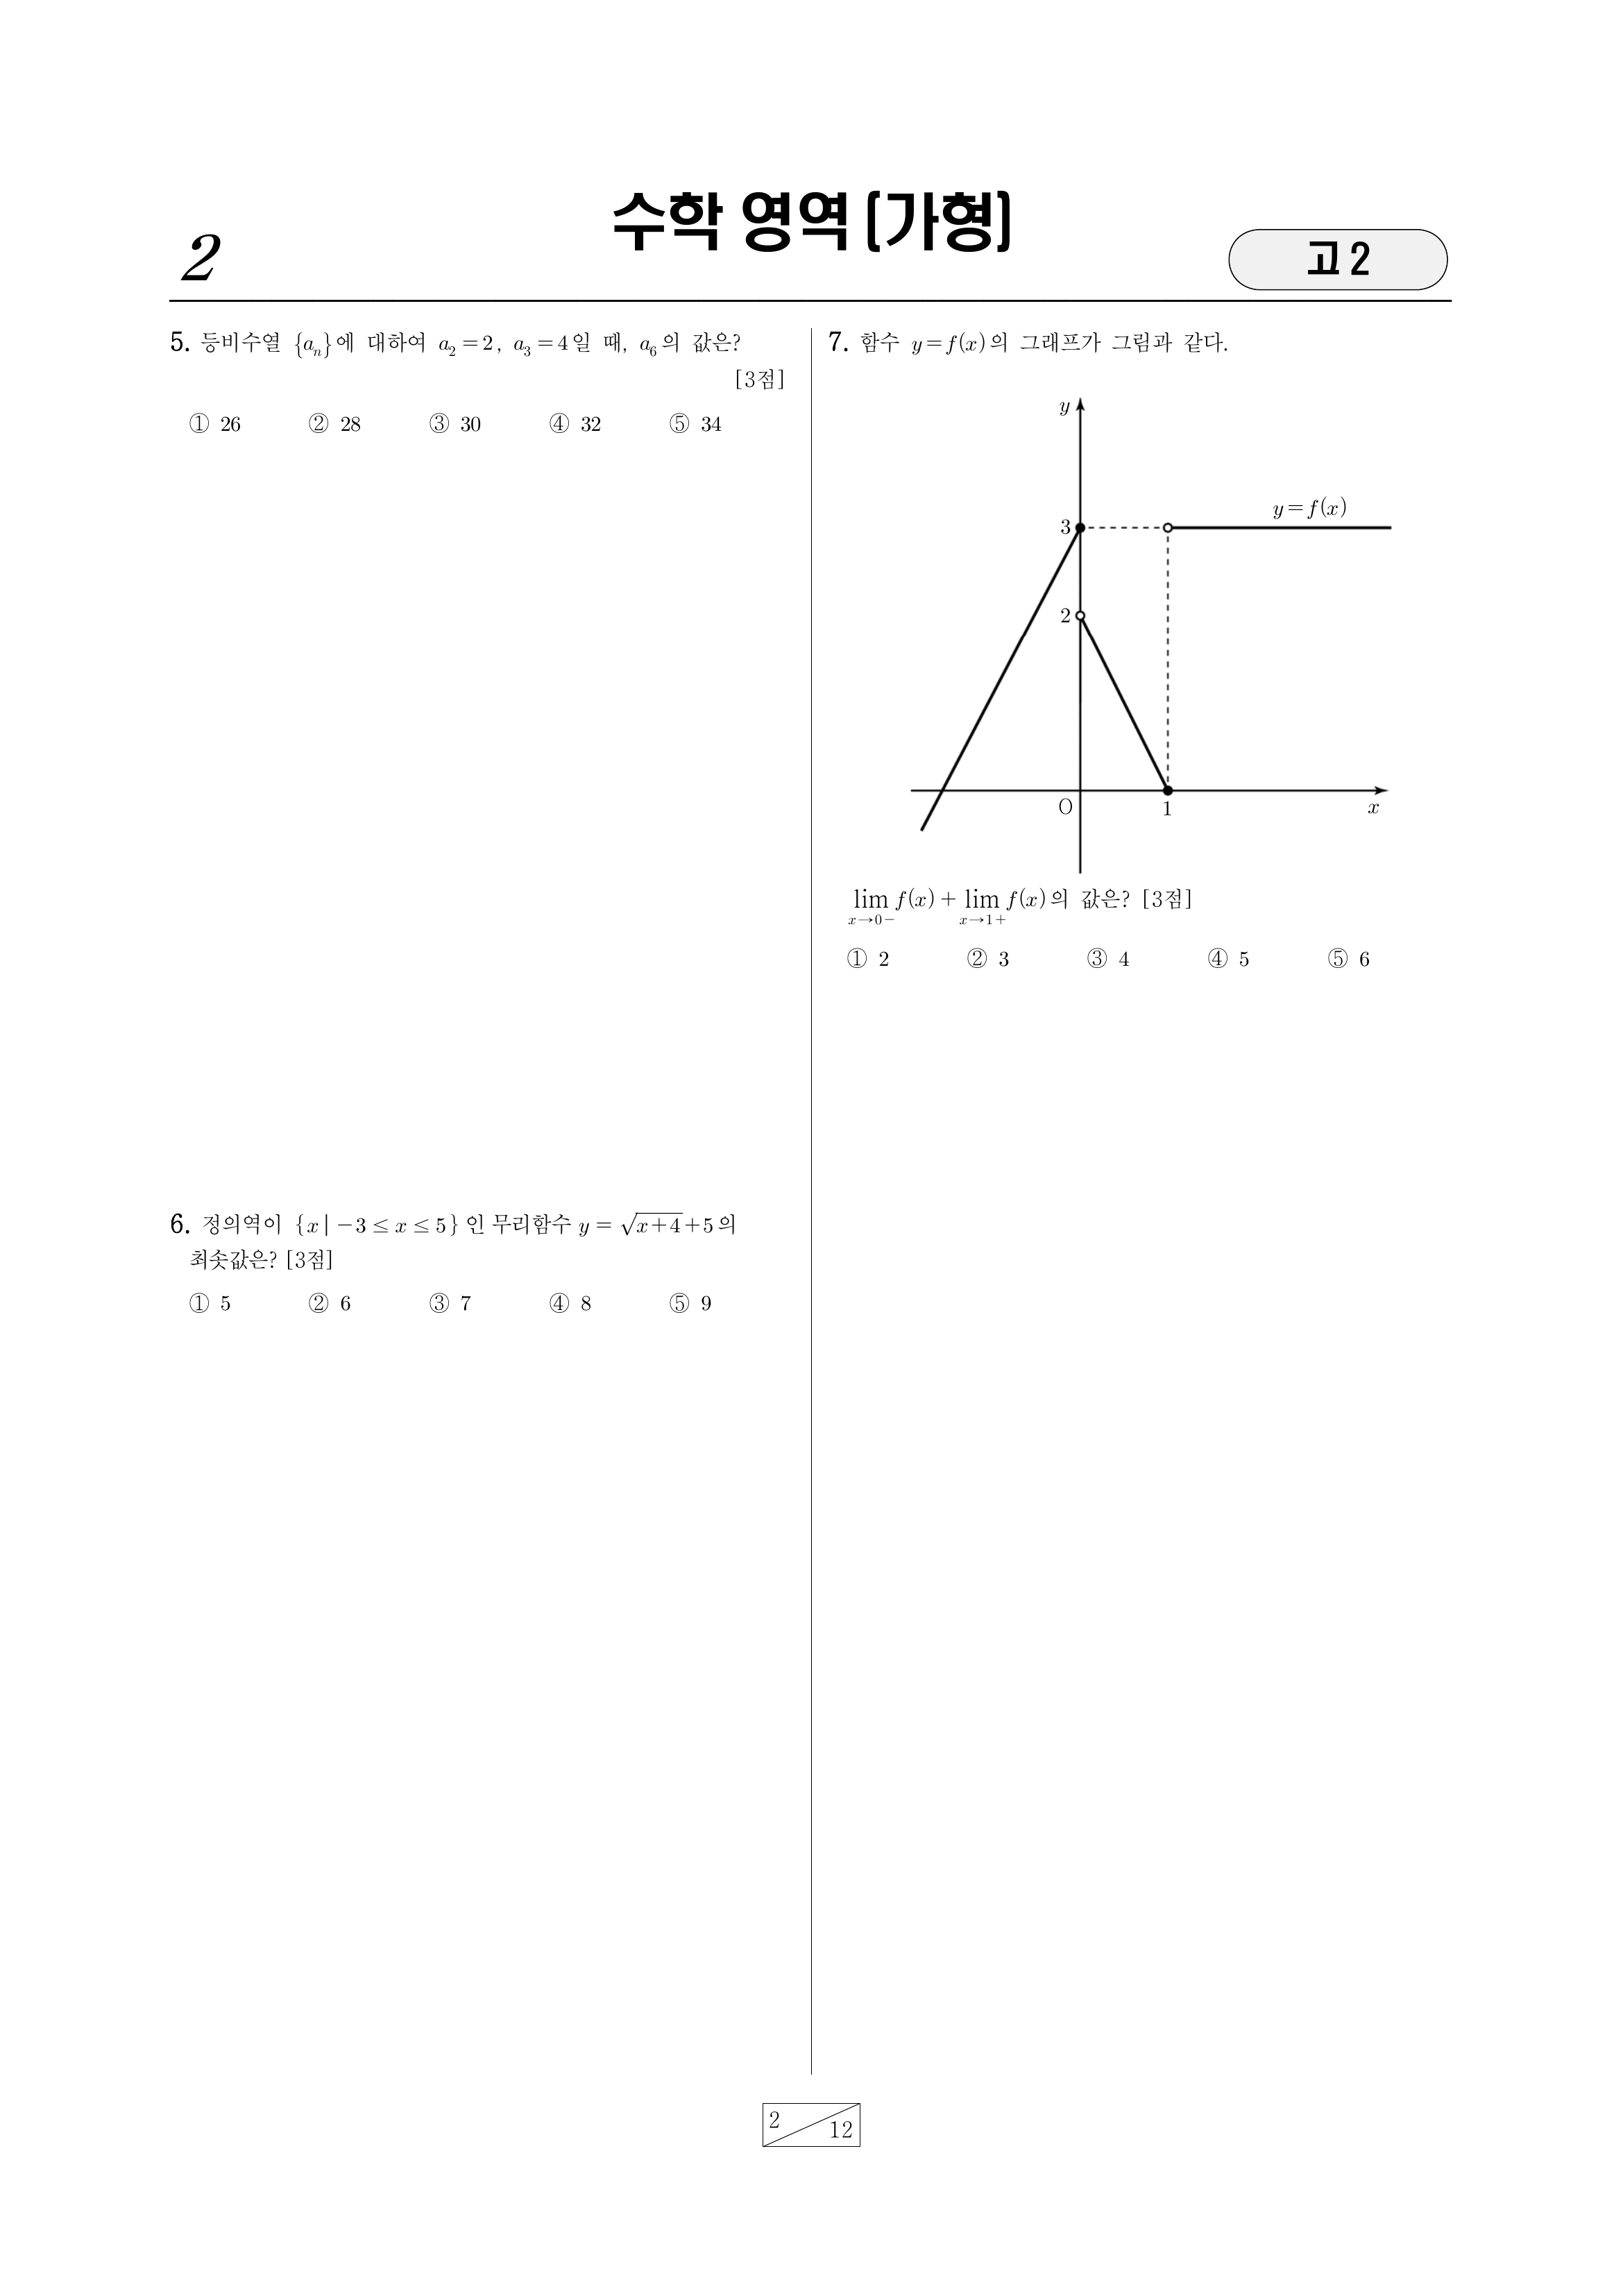 2
수학 영역 [가형]
고 2
5. 등비수열 {aₙ}에 대하여 a₂=2, a₃=4일 때, a₆의 값은?
[3점]
① 26 ② 28 ③ 30 ④ 32 ⑤ 34
6. 정의역이 {x | −3 ≤ x ≤ 5}인 무리함수 y = √(x+4)+5의
최솟값은? [3점]
① 5 ② 6 ③ 7 ④ 8 ⑤ 9
7. 함수 y=f(x)의 그래프가 그림과 같다.
y
y=f(x)
3
2
O
1
x
lim f(x)+ lim f(x)의 값은? [3점]
x→0− x→1+
① 2 ② 3 ③ 4 ④ 5 ⑤ 6
2
12